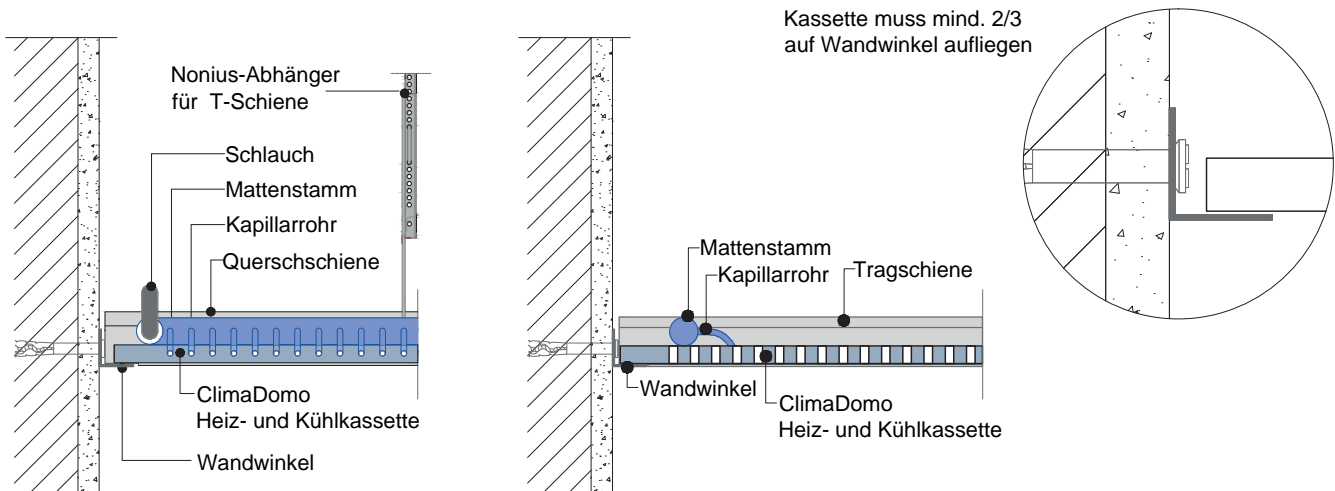 Nonius-Abhänger
für T-Schiene
Schlauch
Mattenstamm
Kapillarrohr
Querschschiene
ClimaDomo
Heiz- und Kühlkassette
Wandwinkel
Mattenstamm
Kapillarrohr
Tragschiene
Wandwinkel
ClimaDomo
Heiz- und Kühlkassette
Kassette muss mind. 2/3
auf Wandwinkel aufliegen